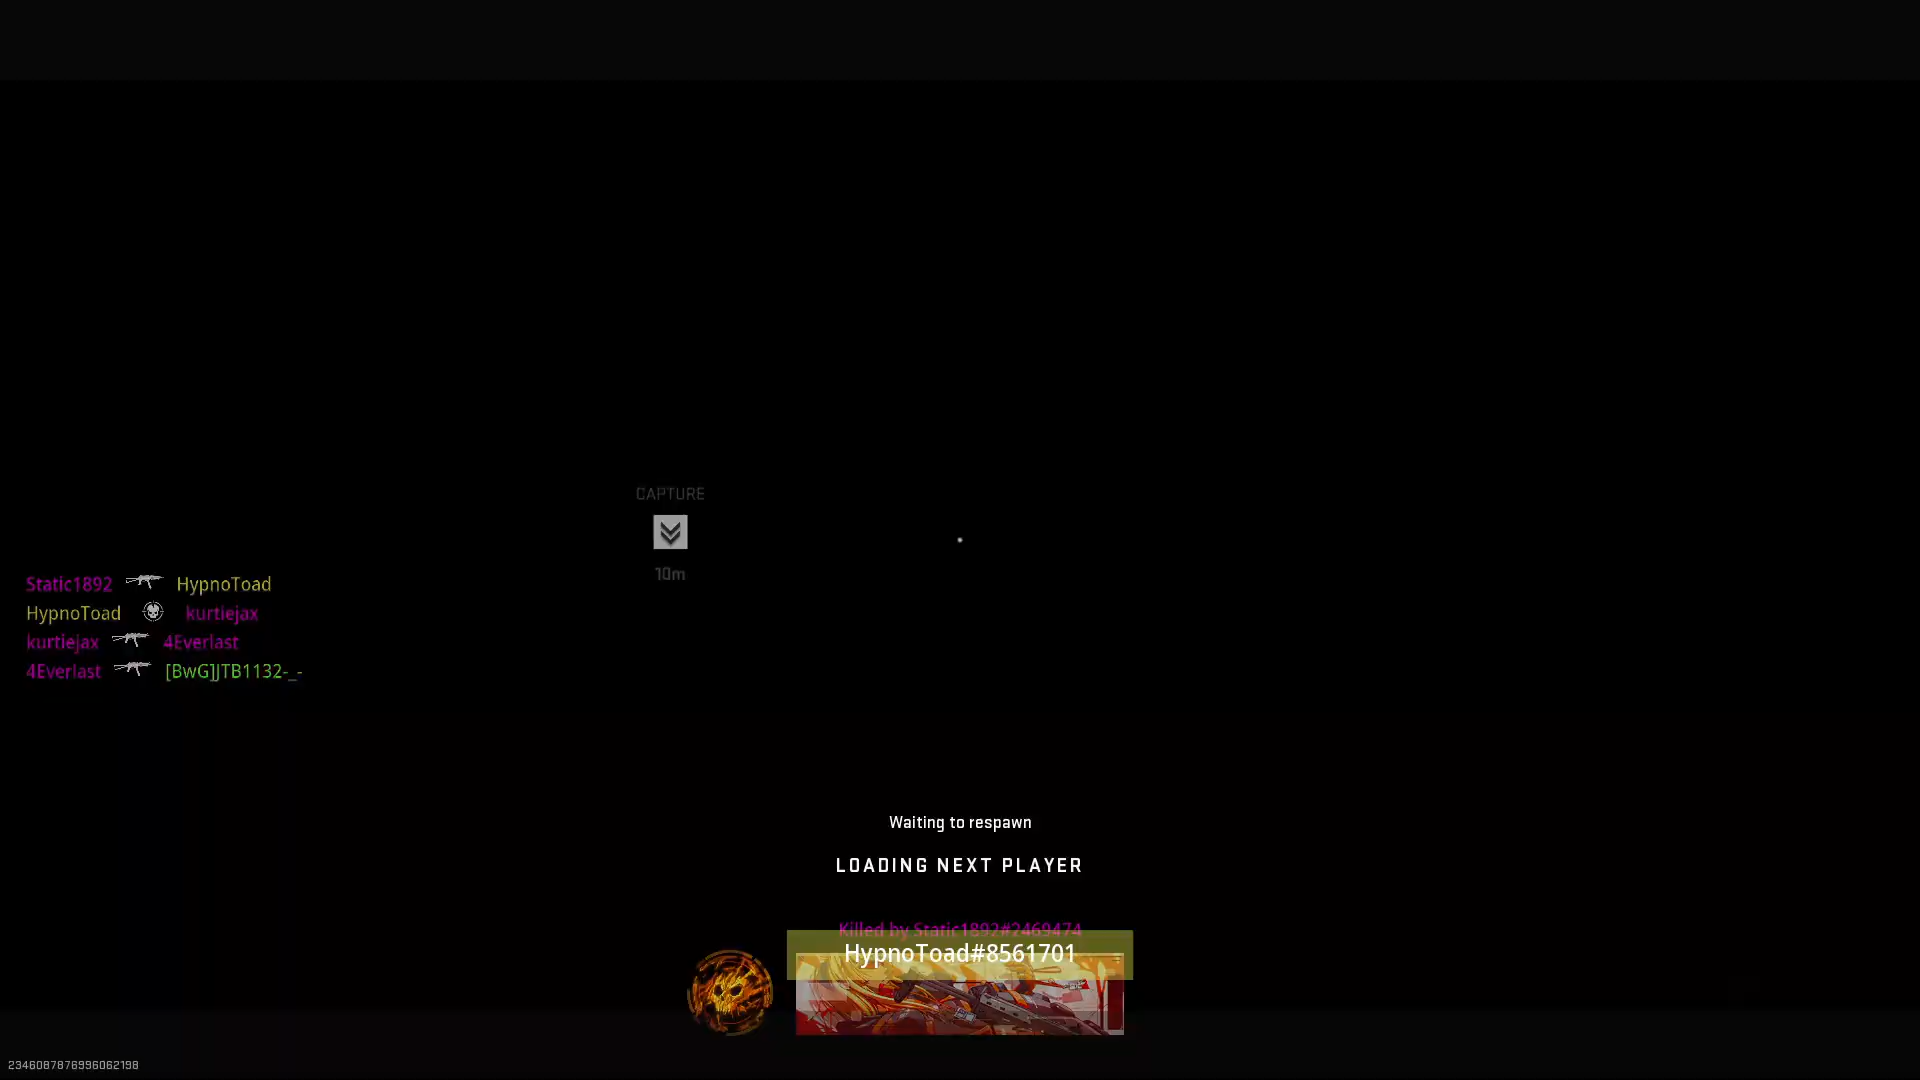 CAPTURE
10m
Static1892 HypnoToad
HypnoToad kurtiejax
kurtiejax 4Everlast
4Everlast [BwG]JTB1132-_-
Waiting to respawn
LOADING NEXT PLAYER
Killed by Static1892#2469474
HypnoToad#8561701
2346087876996062198